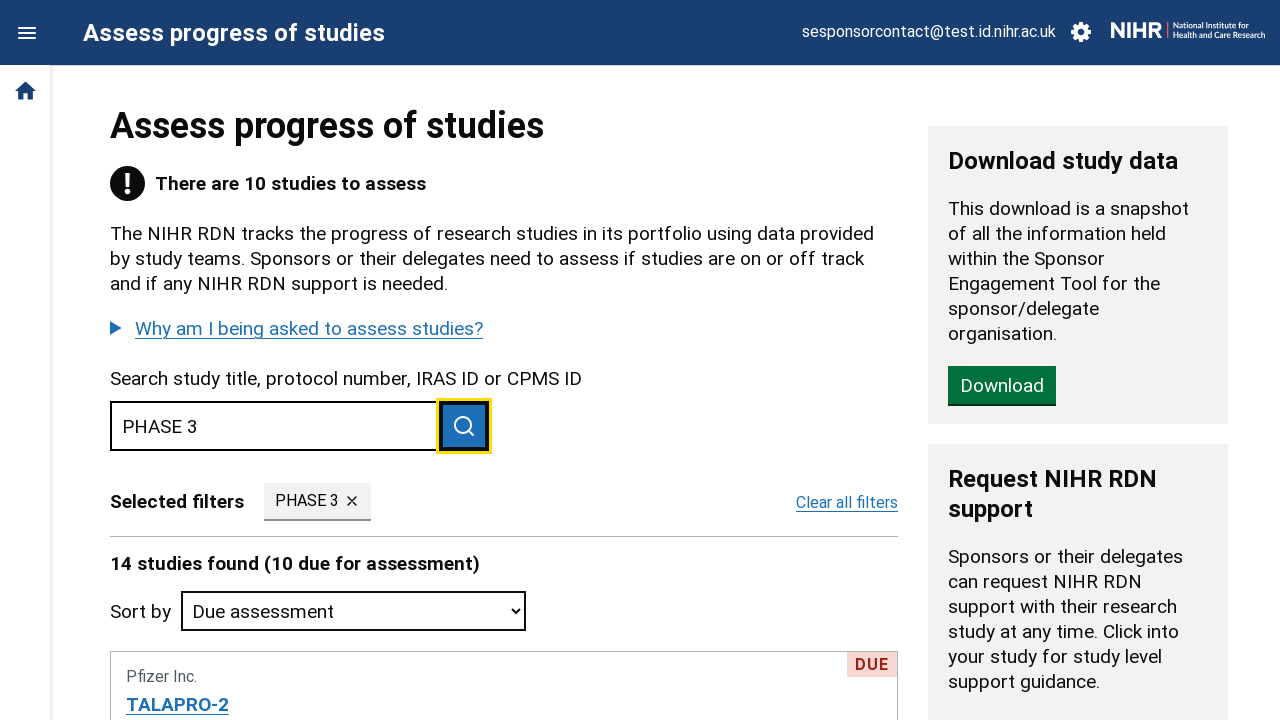 Assess progress of studies
sesponsorcontact@test.id.nihr.ac.uk
NIHR | National Institute for
Health and Care Research
Assess progress of studies
There are 10 studies to assess
The NIHR RDN tracks the progress of research studies in its portfolio using data provided
by study teams. Sponsors or their delegates need to assess if studies are on or off track
and if any NIHR RDN support is needed.
Why am I being asked to assess studies?
Search study title, protocol number, IRAS ID or CPMS ID
PHASE 3
Selected filters
PHASE 3
Clear all filters
14 studies found (10 due for assessment)
Sort by
Due assessment
DUE
Pfizer Inc.
TALAPRO-2
Download study data
This download is a snapshot
of all the information held
within the Sponsor
Engagement Tool for the
sponsor/delegate
organisation.
Download
Request NIHR RDN
support
Sponsors or their delegates
can request NIHR RDN
support with their research
study at any time. Click into
your study for study level
support guidance.